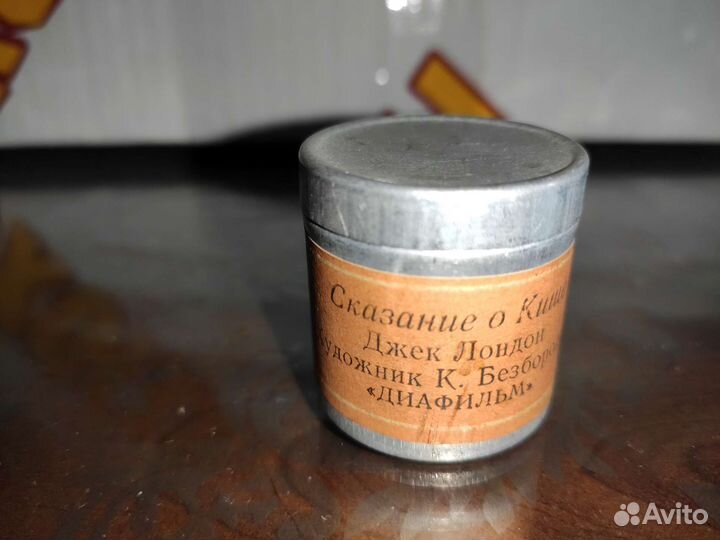 Сказание о Киш
Джек Лондон
удожник К. Безборо
«ДИАФИЛЬМ»
Avito